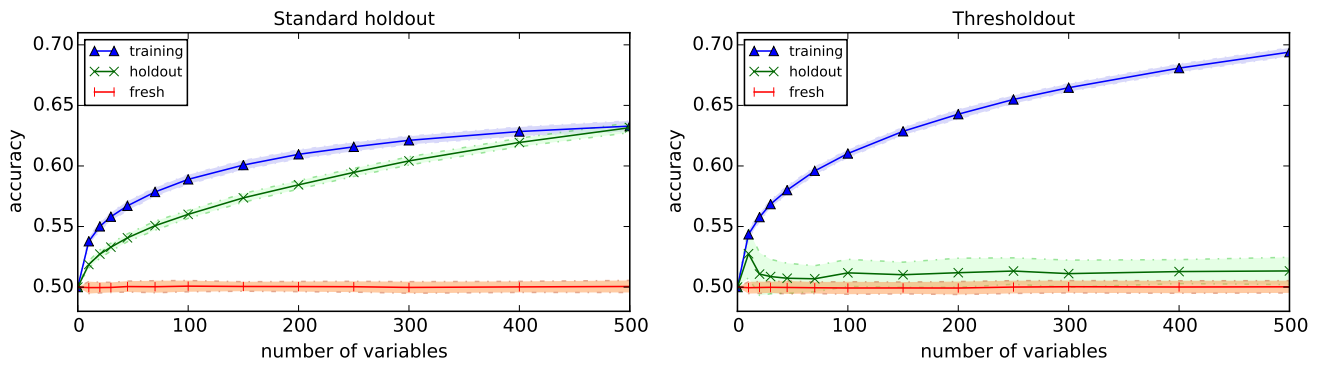 Standard holdout
accuracy
0.70
0.65
0.60
0.55
0.50
training
holdout
fresh
0 100 200 300 400 500
number of variables
Thresholdout
accuracy
0.70
0.65
0.60
0.55
0.50
training
holdout
fresh
0 100 200 300 400 500
number of variables